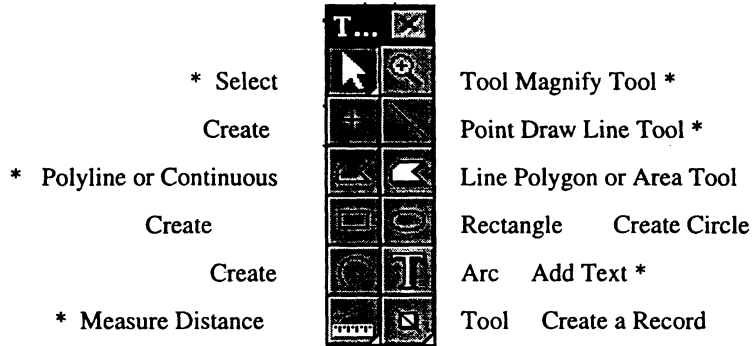 T...
* Select Tool Magnify Tool *
Create Point Draw Line Tool *
* Polyline or Continuous Line Polygon or Area Tool
Create Rectangle Create Circle
Create Arc Add Text *
T
* Measure Distance Tool Create a Record